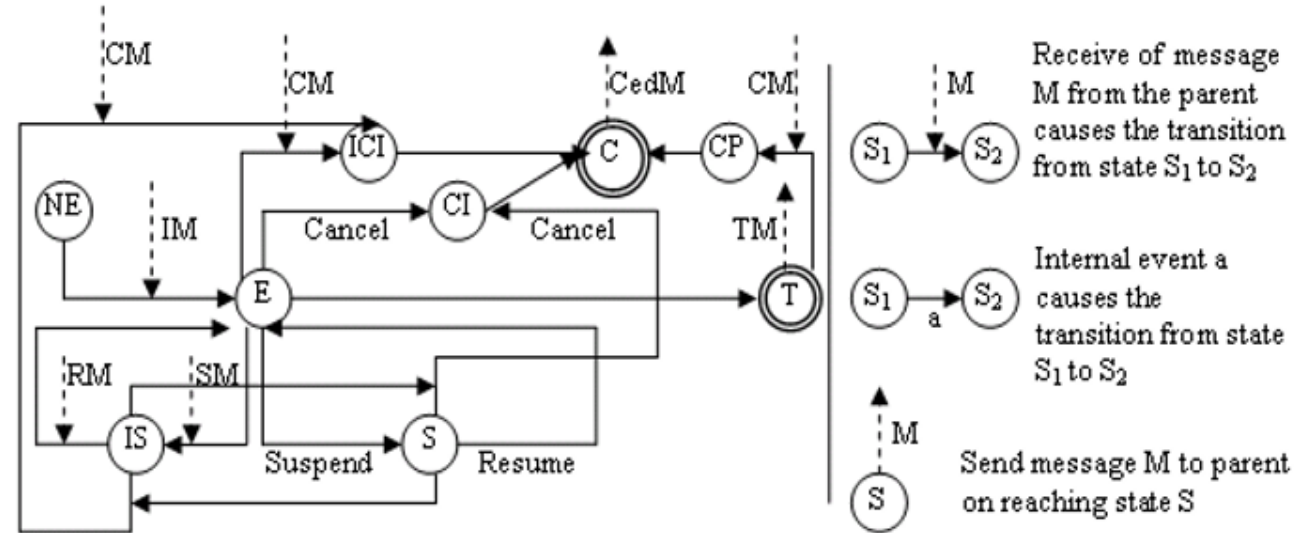 CM
CM
CedM
CM
ICI
C
CP
NE
IM
CI
Cancel
Cancel
TM
E
T
RM
SM
IS
S
Suspend
Resume
M
S1
S2
Receive of message
M from the parent
causes the transition
from state S1 to S2
S1
S2
a
Internal event a
causes the
transition from state
S1 to S2
M
S
Send message M to parent
on reaching state S